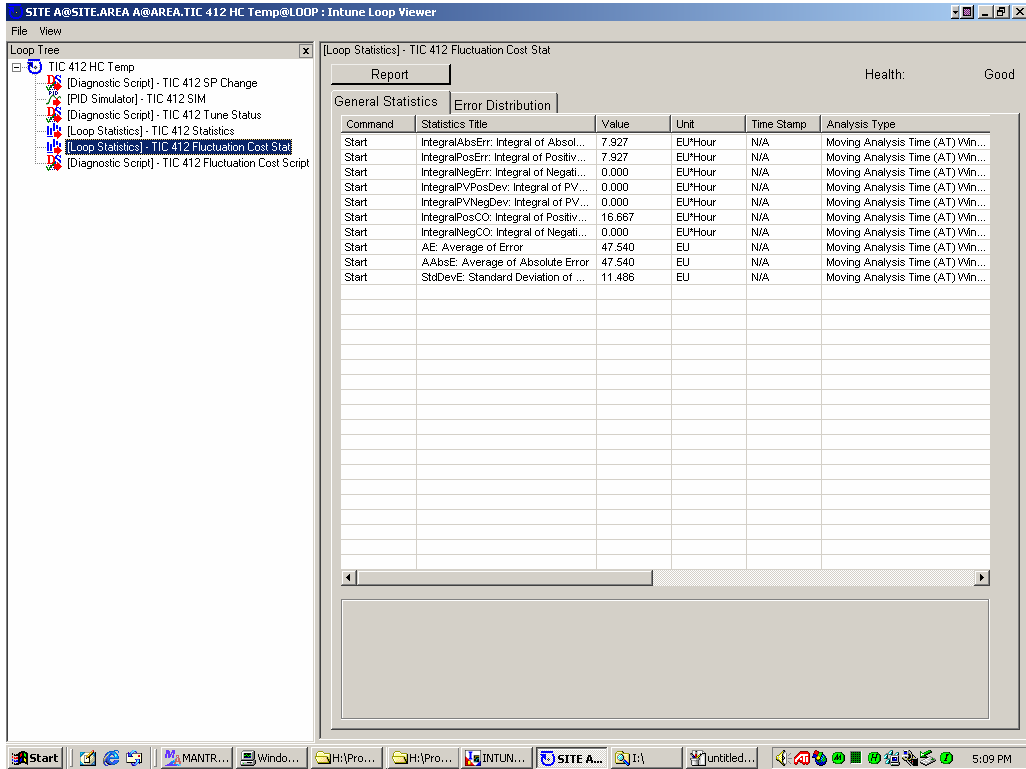 SITE A@SITE.AREA A@AREA.TIC 412 HC Temp@LOOP : Intune Loop Viewer
File View
Loop Tree
TIC 412 HC Temp
[Diagnostic Script] - TIC 412 SP Change
[PID Simulator] - TIC 412 SIM
[Diagnostic Script] - TIC 412 Tune Status
[Loop Statistics] - TIC 412 Statistics
[Loop Statistics] - TIC 412 Fluctuation Cost Stat
[Diagnostic Script] - TIC 412 Fluctuation Cost Script
[Loop Statistics] - TIC 412 Fluctuation Cost Stat
Report Health: Good
General Statistics Error Distribution
Command Statistics Title Value Unit Time Stamp Analysis Type
Start IntegralAbsErr: Integral of Absol... 7.927 EU*Hour N/A Moving Analysis Time (AT) Win...
Start IntegralPosErr: Integral of Positiv... 7.927 EU*Hour N/A Moving Analysis Time (AT) Win...
Start IntegralNegErr: Integral of Negati... 0.000 EU*Hour N/A Moving Analysis Time (AT) Win...
Start IntegralPVPosDev: Integral of PV... 0.000 EU*Hour N/A Moving Analysis Time (AT) Win...
Start IntegralPVNegDev: Integral of PV... 0.000 EU*Hour N/A Moving Analysis Time (AT) Win...
Start IntegralPosCO: Integral of Positiv... 16.667 EU*Hour N/A Moving Analysis Time (AT) Win...
Start IntegralNegCO: Integral of Negati... 0.000 EU*Hour N/A Moving Analysis Time (AT) Win...
Start AE: Average of Error 47.540 EU N/A Moving Analysis Time (AT) Win...
Start AAbsE: Average of Absolute Error 47.540 EU N/A Moving Analysis Time (AT) Win...
Start StdDevE: Standard Deviation of ... 11.486 EU N/A Moving Analysis Time (AT) Win...
Start MANTR... Windo... H:\Pro... H:\Pro... INTUN... SITE A... I:\ untitled... 5:09 PM